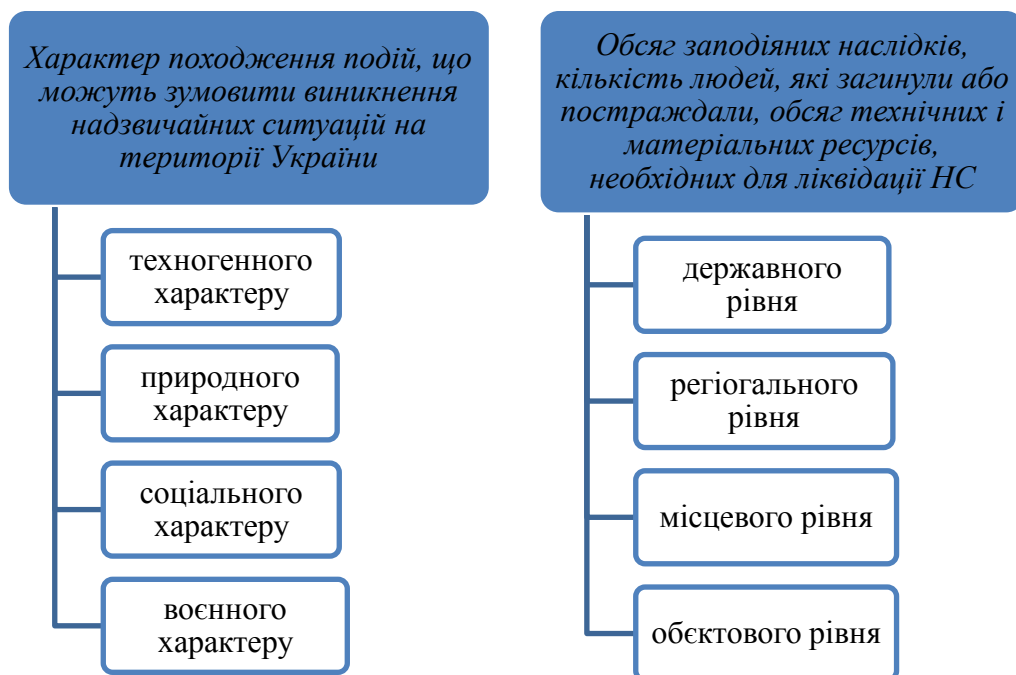 Характер походження подій, що
можуть зумовити виникнення
надзвичайних ситуацій на
території України
техногенного
характеру
природного
характеру
соціального
характеру
воєнного
характеру
Обсяг заподіяних наслідків,
кількість людей, які загинули або
постраждали, обсяг технічних і
матеріальних ресурсів,
необхідних для ліквідації НС
державного
рівня
регіогального
рівня
місцевого рівня
обєктового рівня